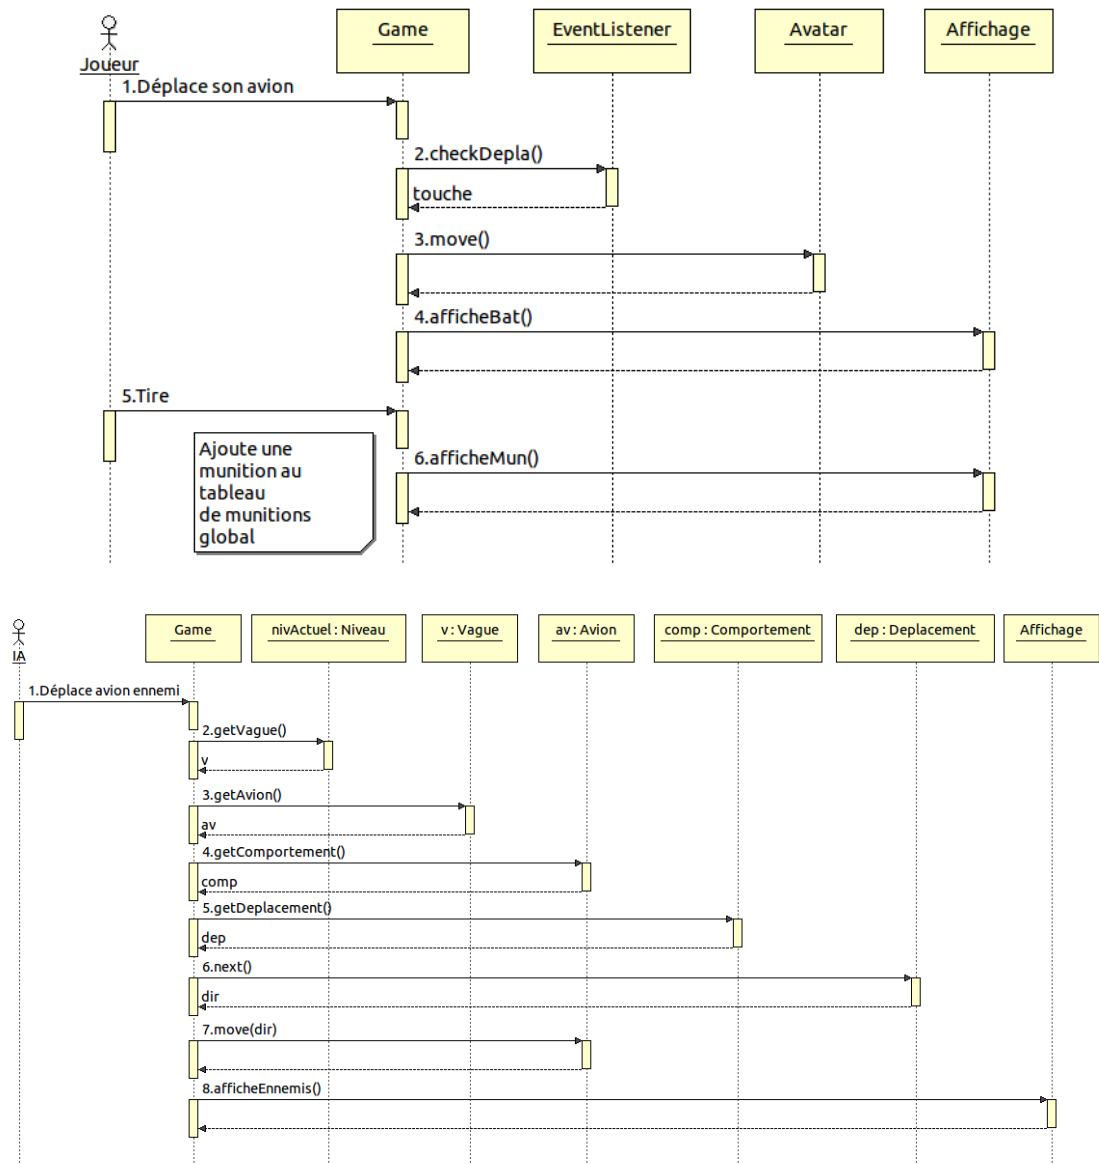 Joueur
Game
EventListener
Avatar
Affichage
1.Déplace son avion
2.checkDepla()
touche
3.move()
4.afficheBat()
5.Tire
Ajoute une
munition au
tableau
de munitions
global
6.afficheMun()
IA
Game
nivActuel : Niveau
v : Vague
av : Avion
comp : Comportement
dep : Deplacement
Affichage
1.Déplace avion ennemi
2.getVague()
v
3.getAvion()
av
4.getComportement()
comp
5.getDeplacement()
dep
6.next()
dir
7.move(dir)
8.afficheEnnemis()